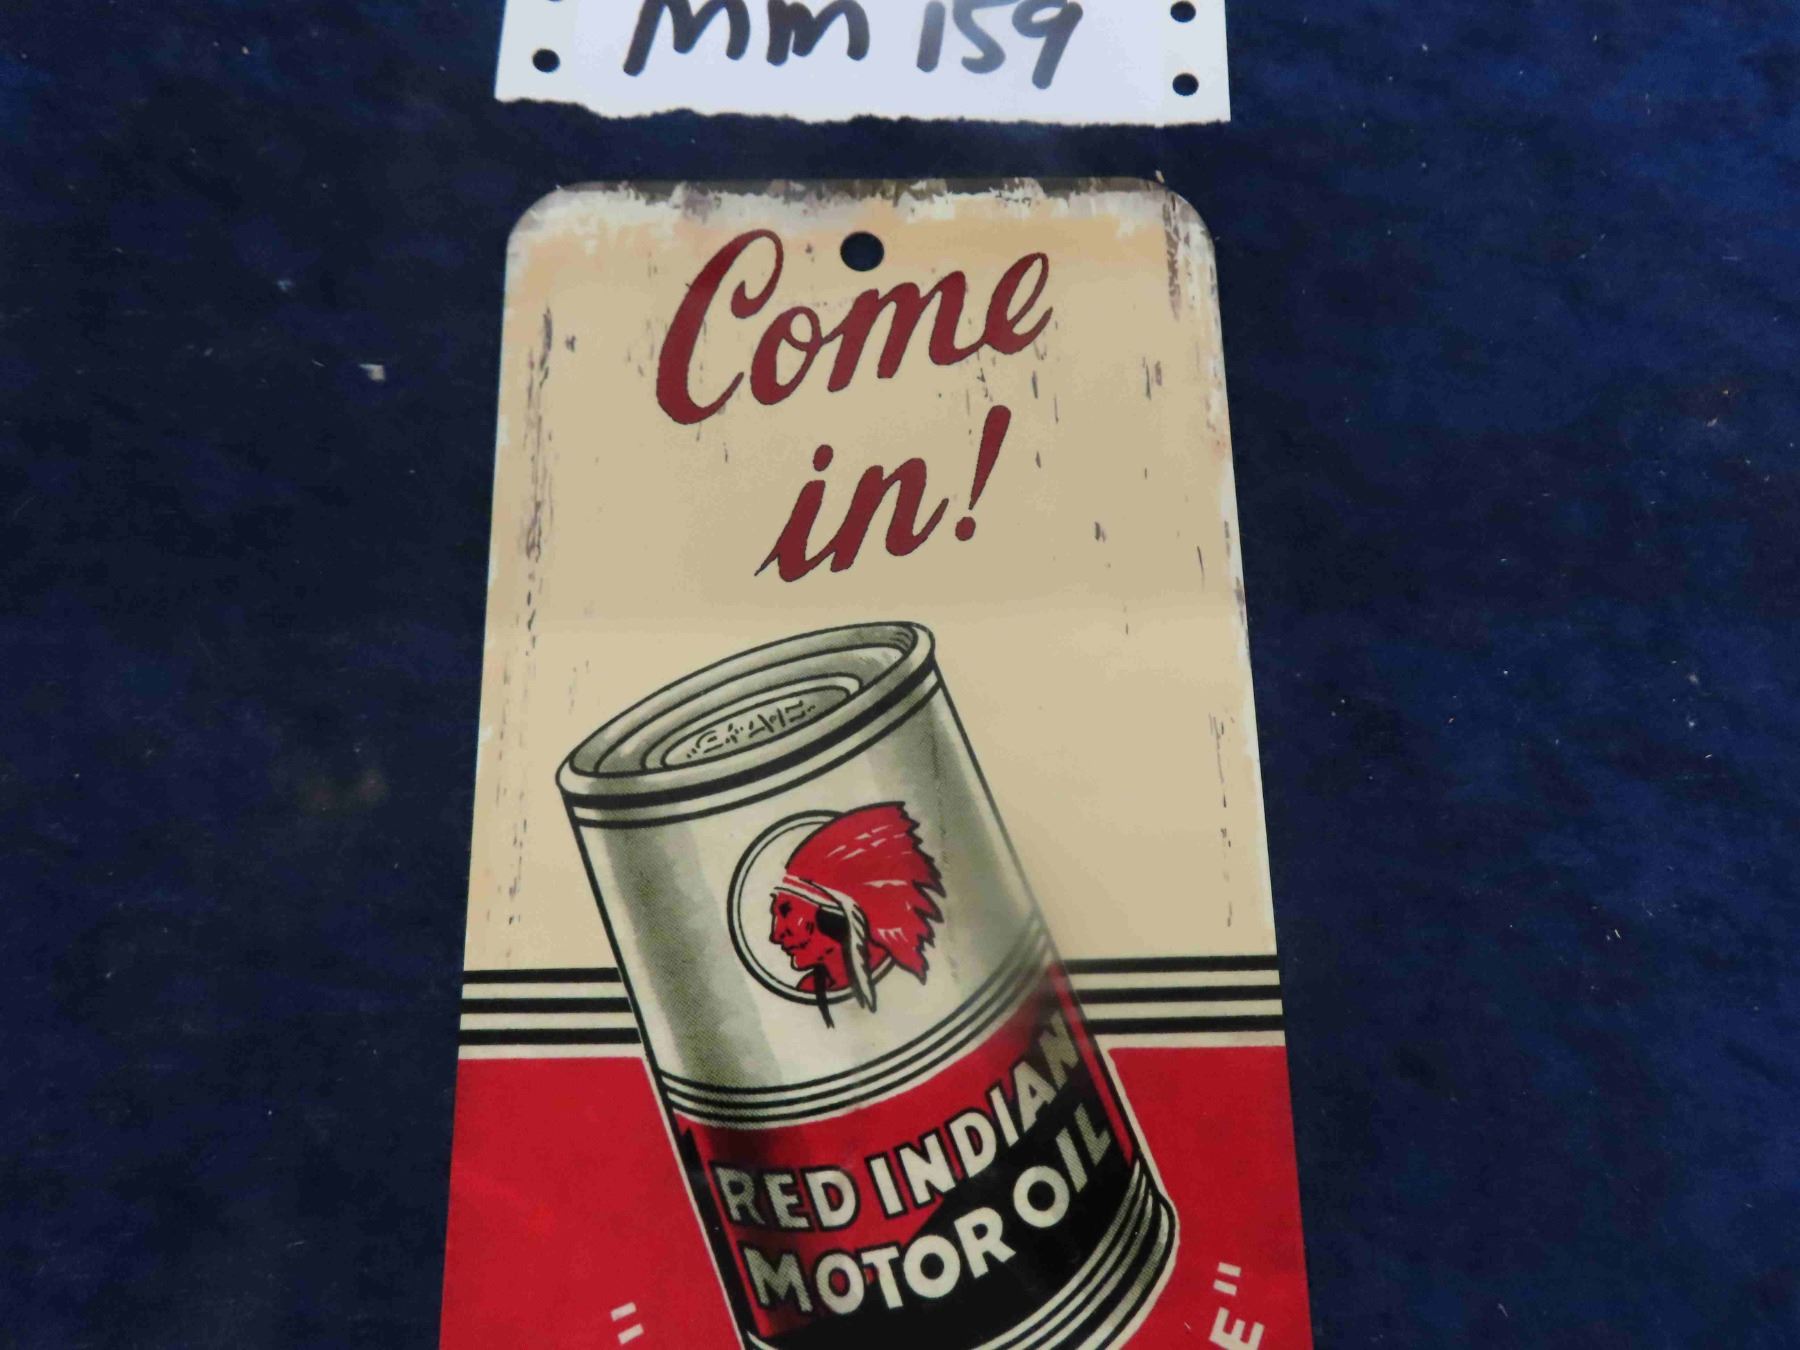 Mm 159
Come
in!
RED INDIAN
MOTOR OIL
"
E"